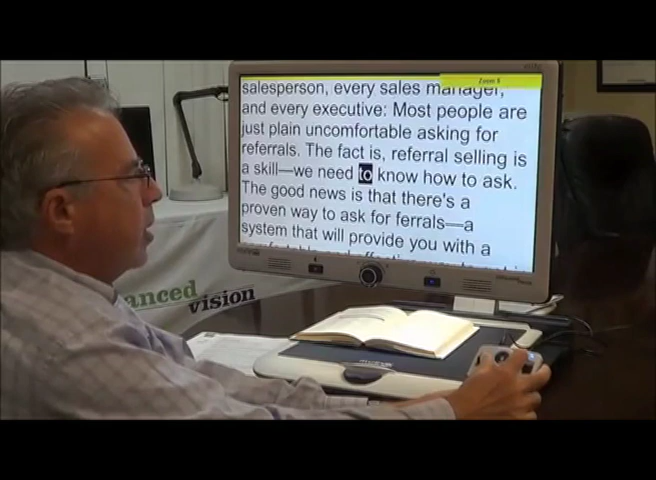 Zoom 5
salesperson, every sales manager,
and every executive: Most people are
just plain uncomfortable asking for
referrals. The fact is, referral selling is
a skill—we need to know how to ask.
The good news is that there's a
proven way to ask for ferrals—a
system that will provide you with a
anced
vision